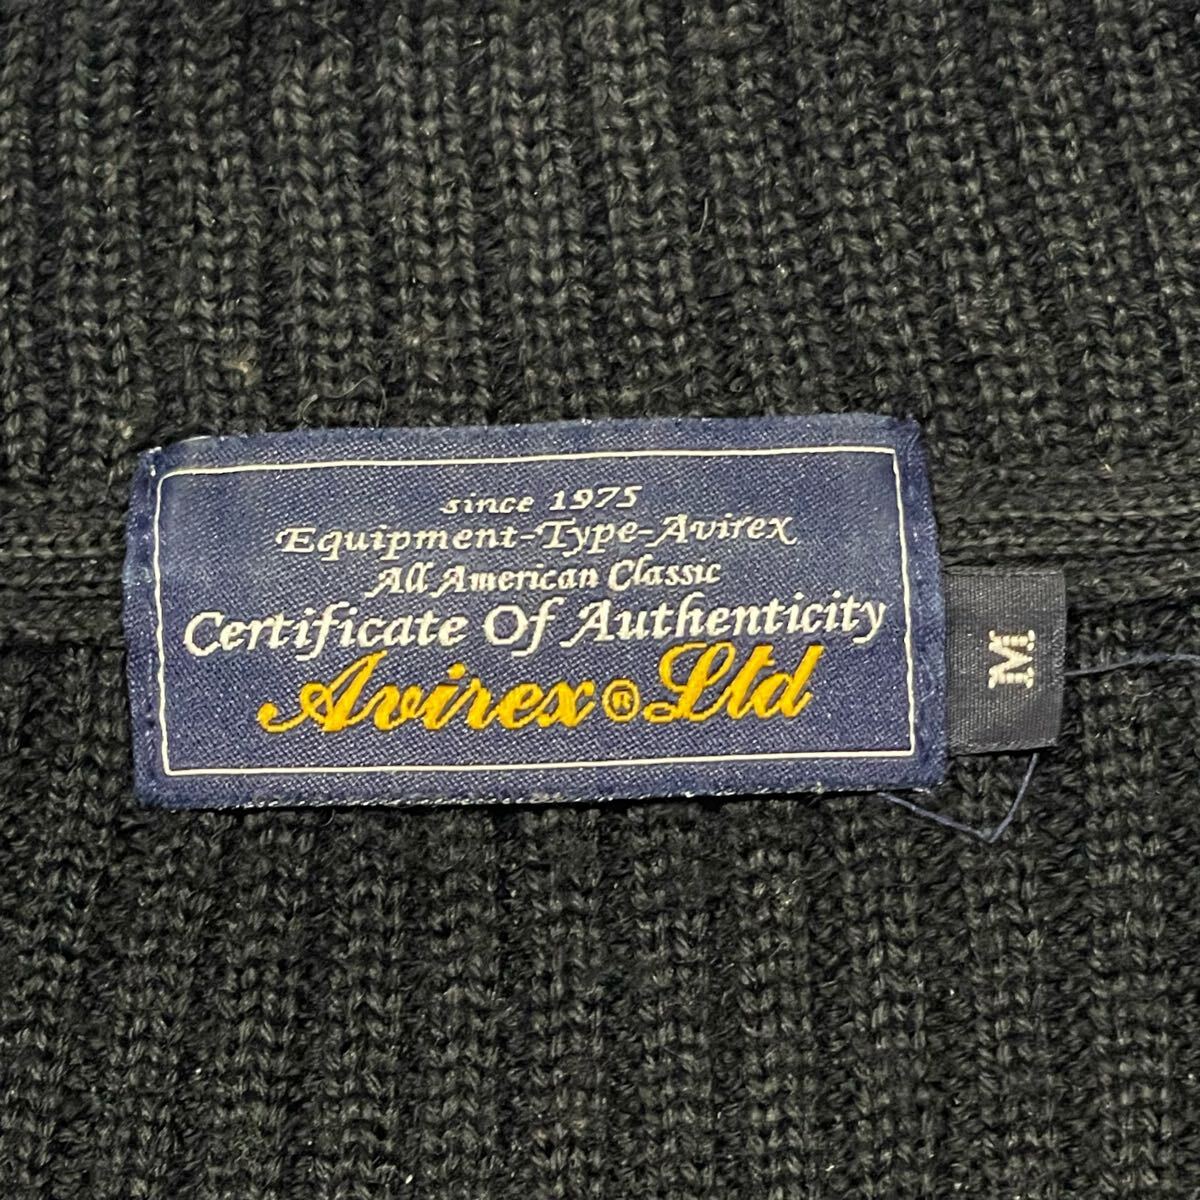 since 1975
Equipment-Type-Avirex
All American Classic
Certificate Of Authenticity
Avirex®Ltd
M